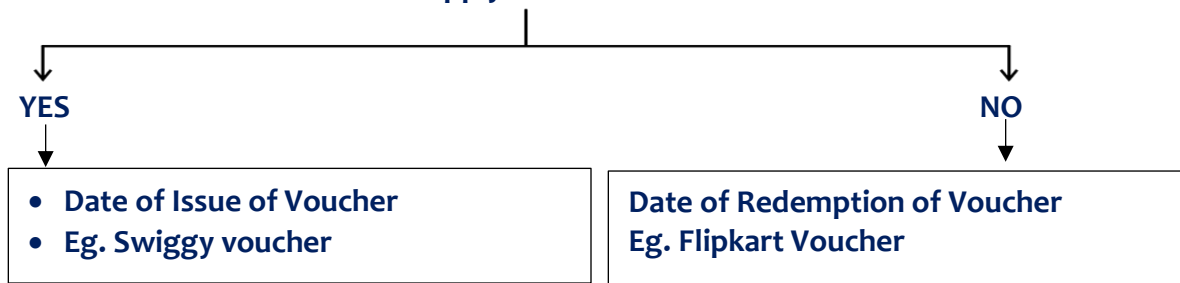 YES
NO
• Date of Issue of Voucher
• Eg. Swiggy voucher
Date of Redemption of Voucher
Eg. Flipkart Voucher